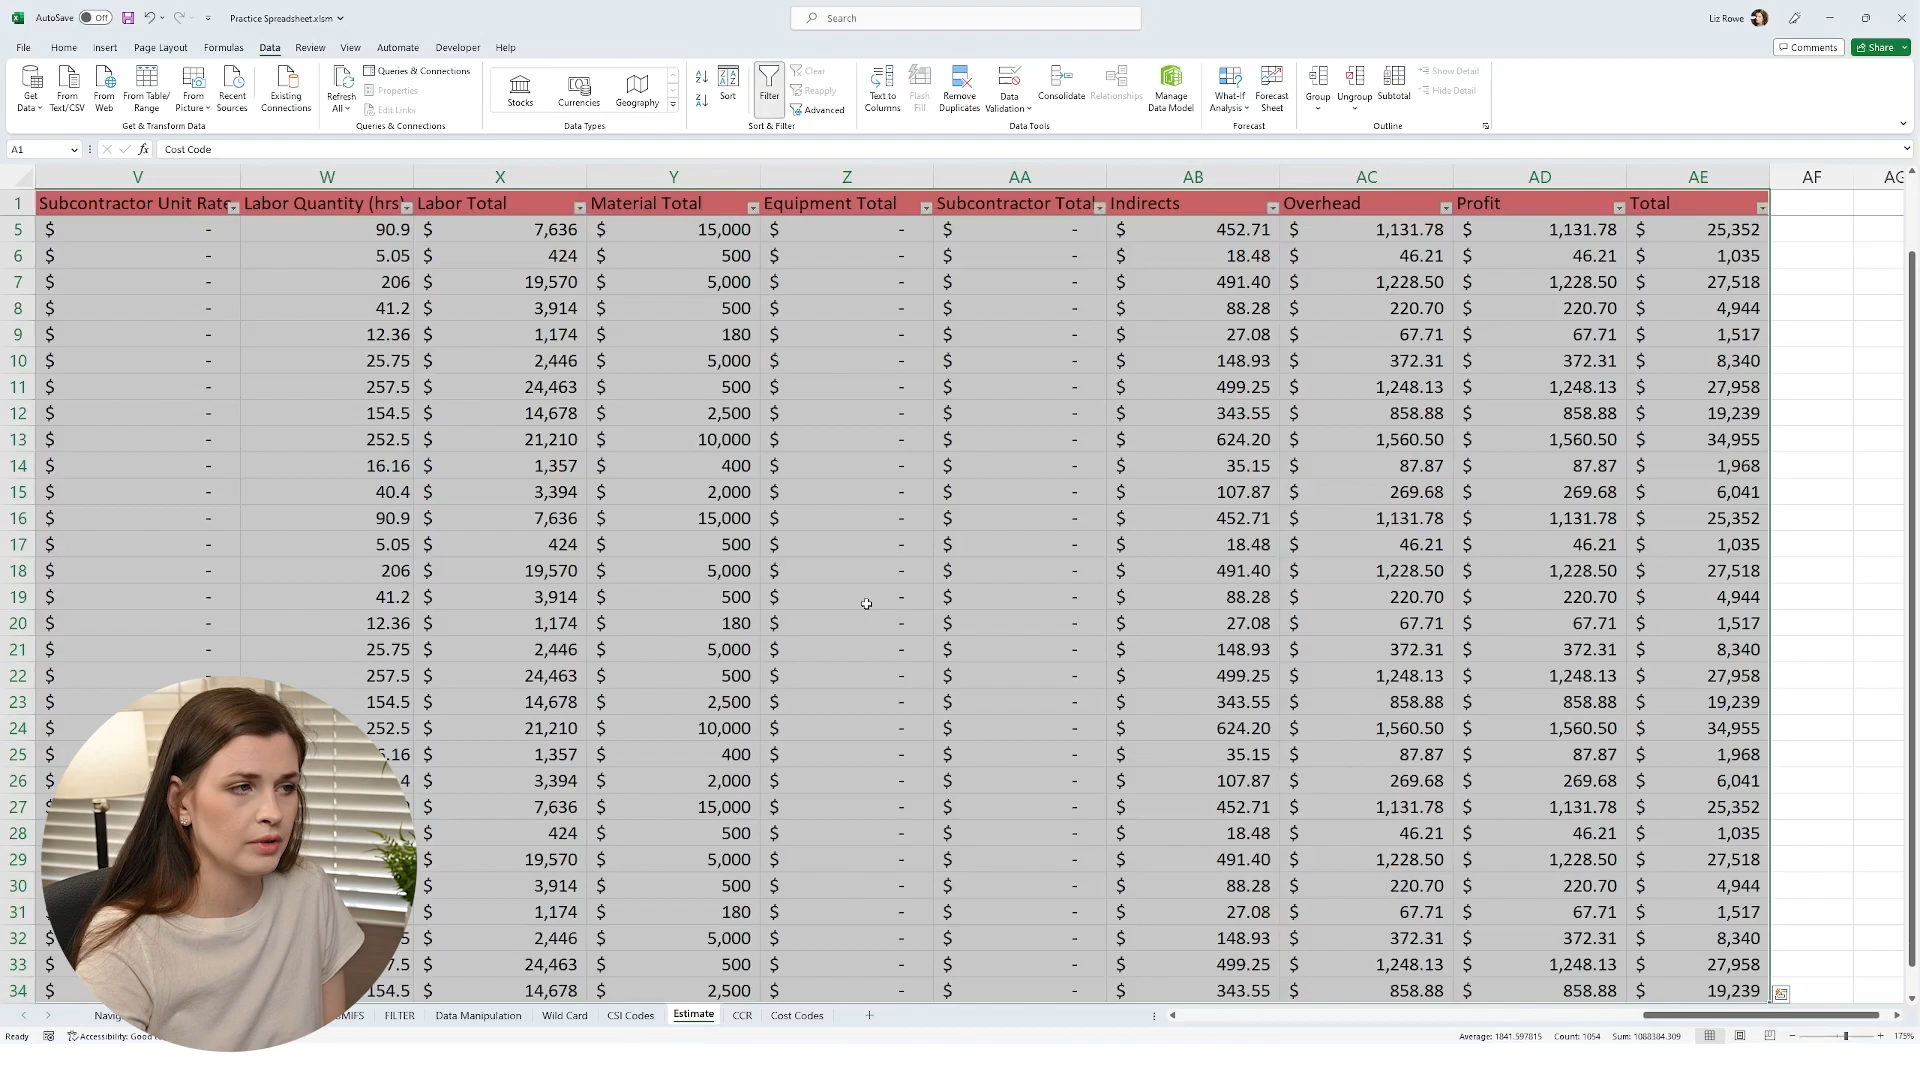 AutoSave Off Practice Spreadsheet.xlsm Search Liz Rowe
File Home Insert Page Layout Formulas Data Review View Automate Developer Help Comments Share
Get Data From Text/CSV From Web From Table/ Range From Picture Recent Sources Existing Connections
Get & Transform Data
Refresh All Queries & Connections Properties Edit Links
Queries & Connections
Stocks Currencies Geography
Data Types
Sort Filter Clear Reapply Advanced
Sort & Filter
Text to Columns Flash Fill Remove Duplicates Data Validation Consolidate Relationships Manage Data Model
Data Tools
What-If Analysis Forecast Sheet
Forecast
Group Ungroup Subtotal Show Detail Hide Detail
Outline
A1 fx Cost Code
V W X Y Z AA AB AC AD AE AF AG
1 Subcontractor Unit Rate Labor Quantity (hrs) Labor Total Material Total Equipment Total Subcontractor Total Indirects Overhead Profit Total
5 $ - 90.9 $ 7,636 $ 15,000 $ - $ - $ 452.71 $ 1,131.78 $ 1,131.78 $ 25,352
6 $ - 5.05 $ 424 $ 500 $ - $ - $ 18.48 $ 46.21 $ 46.21 $ 1,035
7 $ - 206 $ 19,570 $ 5,000 $ - $ - $ 491.40 $ 1,228.50 $ 1,228.50 $ 27,518
8 $ - 41.2 $ 3,914 $ 500 $ - $ - $ 88.28 $ 220.70 $ 220.70 $ 4,944
9 $ - 12.36 $ 1,174 $ 180 $ - $ - $ 27.08 $ 67.71 $ 67.71 $ 1,517
10 $ - 25.75 $ 2,446 $ 5,000 $ - $ - $ 148.93 $ 372.31 $ 372.31 $ 8,340
11 $ - 257.5 $ 24,463 $ 500 $ - $ - $ 499.25 $ 1,248.13 $ 1,248.13 $ 27,958
12 $ - 154.5 $ 14,678 $ 2,500 $ - $ - $ 343.55 $ 858.88 $ 858.88 $ 19,239
13 $ - 252.5 $ 21,210 $ 10,000 $ - $ - $ 624.20 $ 1,560.50 $ 1,560.50 $ 34,955
14 $ - 16.16 $ 1,357 $ 400 $ - $ - $ 35.15 $ 87.87 $ 87.87 $ 1,968
15 $ - 40.4 $ 3,394 $ 2,000 $ - $ - $ 107.87 $ 269.68 $ 269.68 $ 6,041
16 $ - 90.9 $ 7,636 $ 15,000 $ - $ - $ 452.71 $ 1,131.78 $ 1,131.78 $ 25,352
17 $ - 5.05 $ 424 $ 500 $ - $ - $ 18.48 $ 46.21 $ 46.21 $ 1,035
18 $ - 206 $ 19,570 $ 5,000 $ - $ - $ 491.40 $ 1,228.50 $ 1,228.50 $ 27,518
19 $ - 41.2 $ 3,914 $ 500 $ - $ - $ 88.28 $ 220.70 $ 220.70 $ 4,944
20 $ - 12.36 $ 1,174 $ 180 $ - $ - $ 27.08 $ 67.71 $ 67.71 $ 1,517
21 $ - 25.75 $ 2,446 $ 5,000 $ - $ - $ 148.93 $ 372.31 $ 372.31 $ 8,340
22 $ - 257.5 $ 24,463 $ 500 $ - $ - $ 499.25 $ 1,248.13 $ 1,248.13 $ 27,958
23 $ 154.5 $ 14,678 $ 2,500 $ - $ - $ 343.55 $ 858.88 $ 858.88 $ 19,239
24 $ 252.5 $ 21,210 $ 10,000 $ - $ - $ 624.20 $ 1,560.50 $ 1,560.50 $ 34,955
25 $ .16 $ 1,357 $ 400 $ - $ - $ 35.15 $ 87.87 $ 87.87 $ 1,968
26 $ 4 $ 3,394 $ 2,000 $ - $ - $ 107.87 $ 269.68 $ 269.68 $ 6,041
27 $ $ 7,636 $ 15,000 $ - $ - $ 452.71 $ 1,131.78 $ 1,131.78 $ 25,352
28 $ 424 $ 500 $ - $ - $ 18.48 $ 46.21 $ 46.21 $ 1,035
29 $ 19,570 $ 5,000 $ - $ - $ 491.40 $ 1,228.50 $ 1,228.50 $ 27,518
30 $ 3,914 $ 500 $ - $ - $ 88.28 $ 220.70 $ 220.70 $ 4,944
31 $ $ 1,174 $ 180 $ - $ - $ 27.08 $ 67.71 $ 67.71 $ 1,517
32 $ 5 $ 2,446 $ 5,000 $ - $ - $ 148.93 $ 372.31 $ 372.31 $ 8,340
33 $ 7.5 $ 24,463 $ 500 $ - $ - $ 499.25 $ 1,248.13 $ 1,248.13 $ 27,958
34 $ 154.5 $ 14,678 $ 2,500 $ - $ - $ 343.55 $ 858.88 $ 858.88 $ 19,239
Navig UMIFS FILTER Data Manipulation Wild Card CSI Codes Estimate CCR Cost Codes
Ready Accessibility: Good to Average: 1841.597815 Count: 1054 Sum: 1088384.309 175%